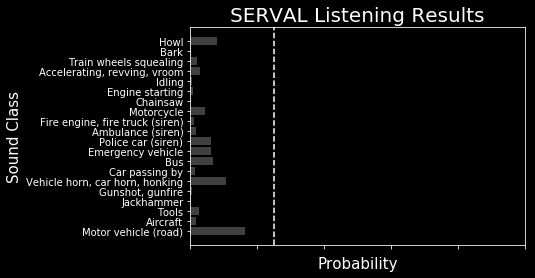 SERVAL Listening Results
Sound Class
Howl
Bark
Train wheels squealing
Accelerating, revving, vroom
Idling
Engine starting
Chainsaw
Motorcycle
Fire engine, fire truck (siren)
Ambulance (siren)
Police car (siren)
Emergency vehicle
Bus
Car passing by
Vehicle horn, car horn, honking
Gunshot, gunfire
Jackhammer
Tools
Aircraft
Motor vehicle (road)
Probability